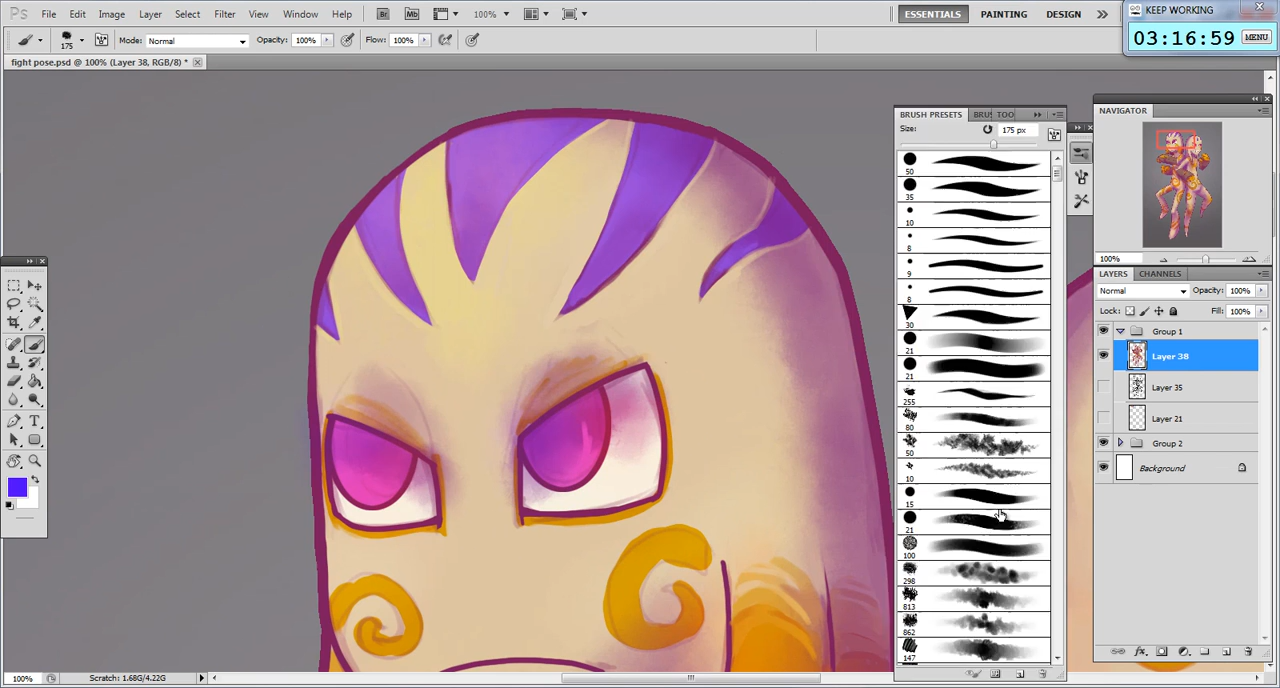 Ps File Edit Image Layer Select Filter View Window Help Br Mb 100% ESSENTIALS PAINTING DESIGN
KEEP WORKING
03:16:59 MENU
175 Mode: Normal Opacity: 100% Flow: 100%
fight pose.psd @ 100% (Layer 38, RGB/8) *
BRUSH PRESETS BRUS TOO
Size: 175 px
50
35
10
8
9
8
30
21
21
255
80
50
10
15
21
100
298
813
862
147
NAVIGATOR
100%
LAYERS CHANNELS
Normal Opacity: 100%
Lock: Fill: 100%
Group 1
Layer 38
Layer 35
Layer 21
Group 2
Background
T
100% Scratch: 1.68G/4.22G